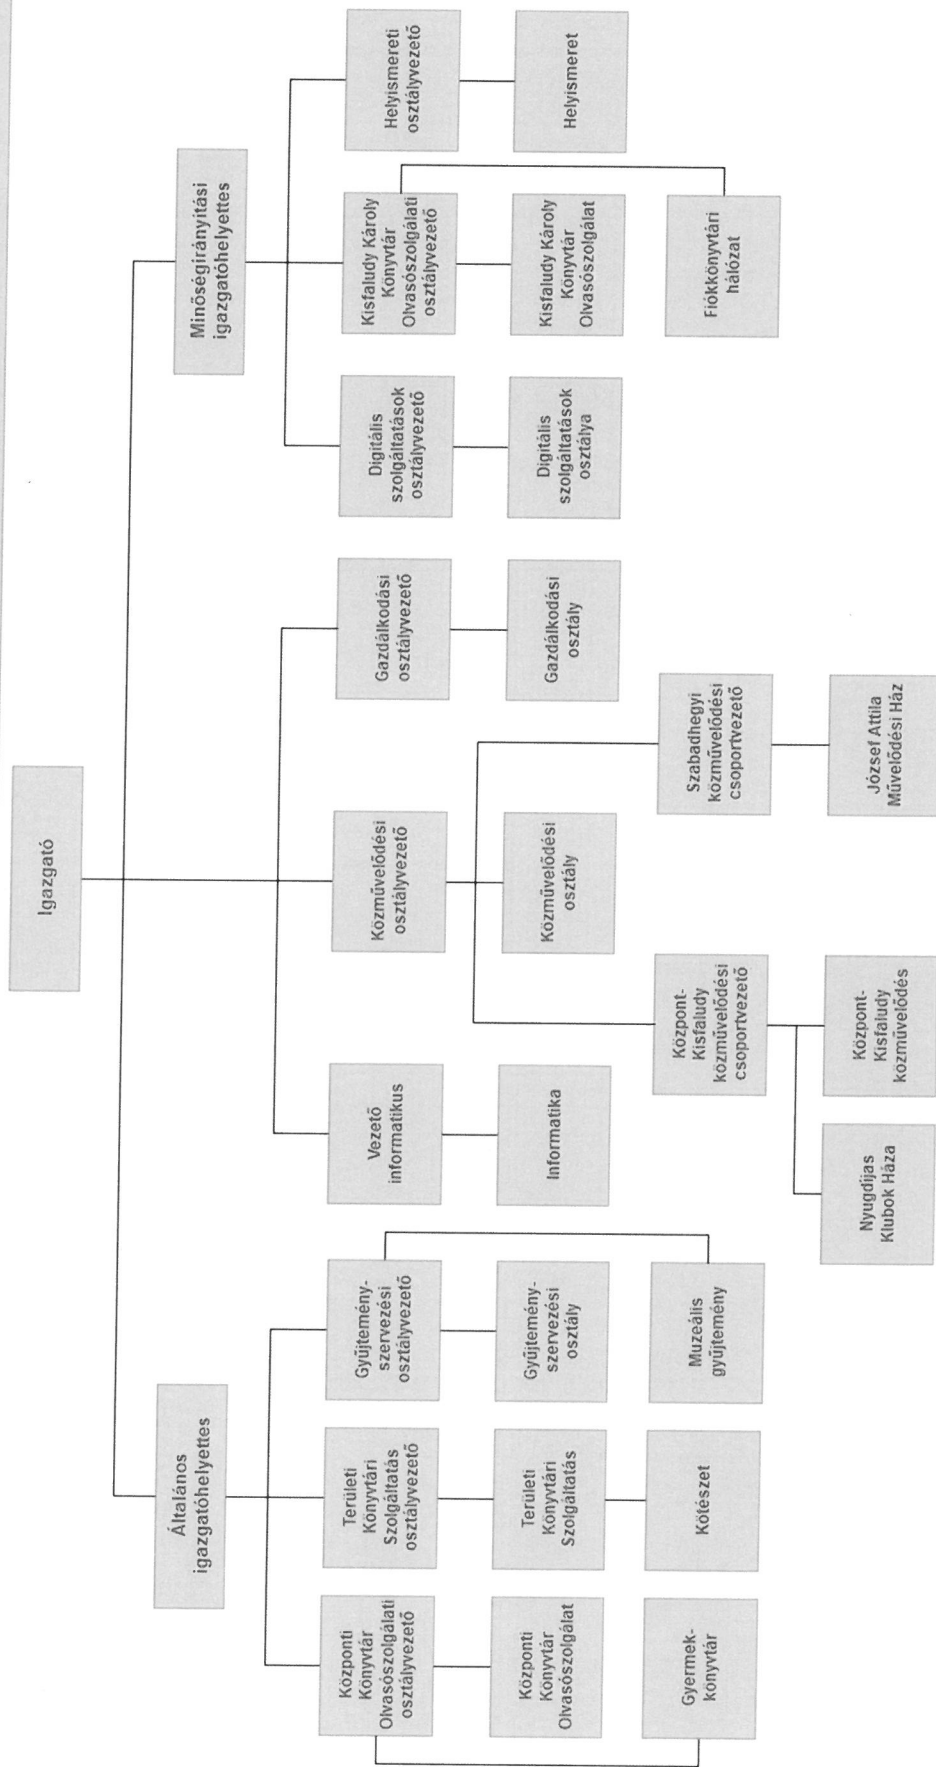 Igazgató
Általános
igazgatóhelyettes
Minőségirányítási
igazgatóhelyettes
Központi
Könyvtár
Olvasószolgálati
osztályvezető
Területi
Könyvtári
Szolgáltatás
osztályvezető
Gyűjtemény-
szervezési
osztályvezető
Vezető
informatikus
Közművelődési
osztályvezető
Gazdálkodási
osztályvezető
Digitális
szolgáltatások
osztályvezető
Kisfaludy Károly
Könyvtár
Olvasószolgálati
osztályvezető
Helyismereti
osztályvezető
Központi
Könyvtár
Olvasószolgálat
Területi
Könyvtári
Szolgáltatás
Gyűjtemény-
szervezési
osztály
Informatika
Közművelődési
osztály
Gazdálkodási
osztály
Digitális
szolgáltatások
osztálya
Kisfaludy Károly
Könyvtár
Olvasószolgálat
Helyismeret
Gyermek-
könyvtár
Kötészet
Muzeális
gyűjtemény
Központ-
Kisfaludy
közművelődési
csoportvezető
Szabadhegyi
közművelődési
csoportvezető
Fiókkönyvtári
hálózat
Nyugdíjas
Klubok Háza
Központ-
Kisfaludy
közművelődés
József Attila
Művelődési Ház